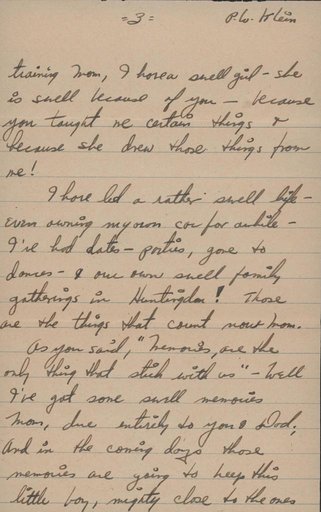 = 3 =
P.W. Klein
training Mom, I have a swell girl - she
is swell because of you - because
you taught me certain things &
because she drew those things from
me!
I have led a rather swell life -
Even owning my own car for awhile -
I've had dates - parties, gone to
dances - & our own swell family
gatherings in Huntingdon! Those
are the things that count now Mom.
As you said, "Memories, are the
only thing that stick with us" - Well
I've got some swell memories
Mom, due entirely to you & Dad,
And in the coming days those
memories are going to keep this
little boy, mighty close to the ones